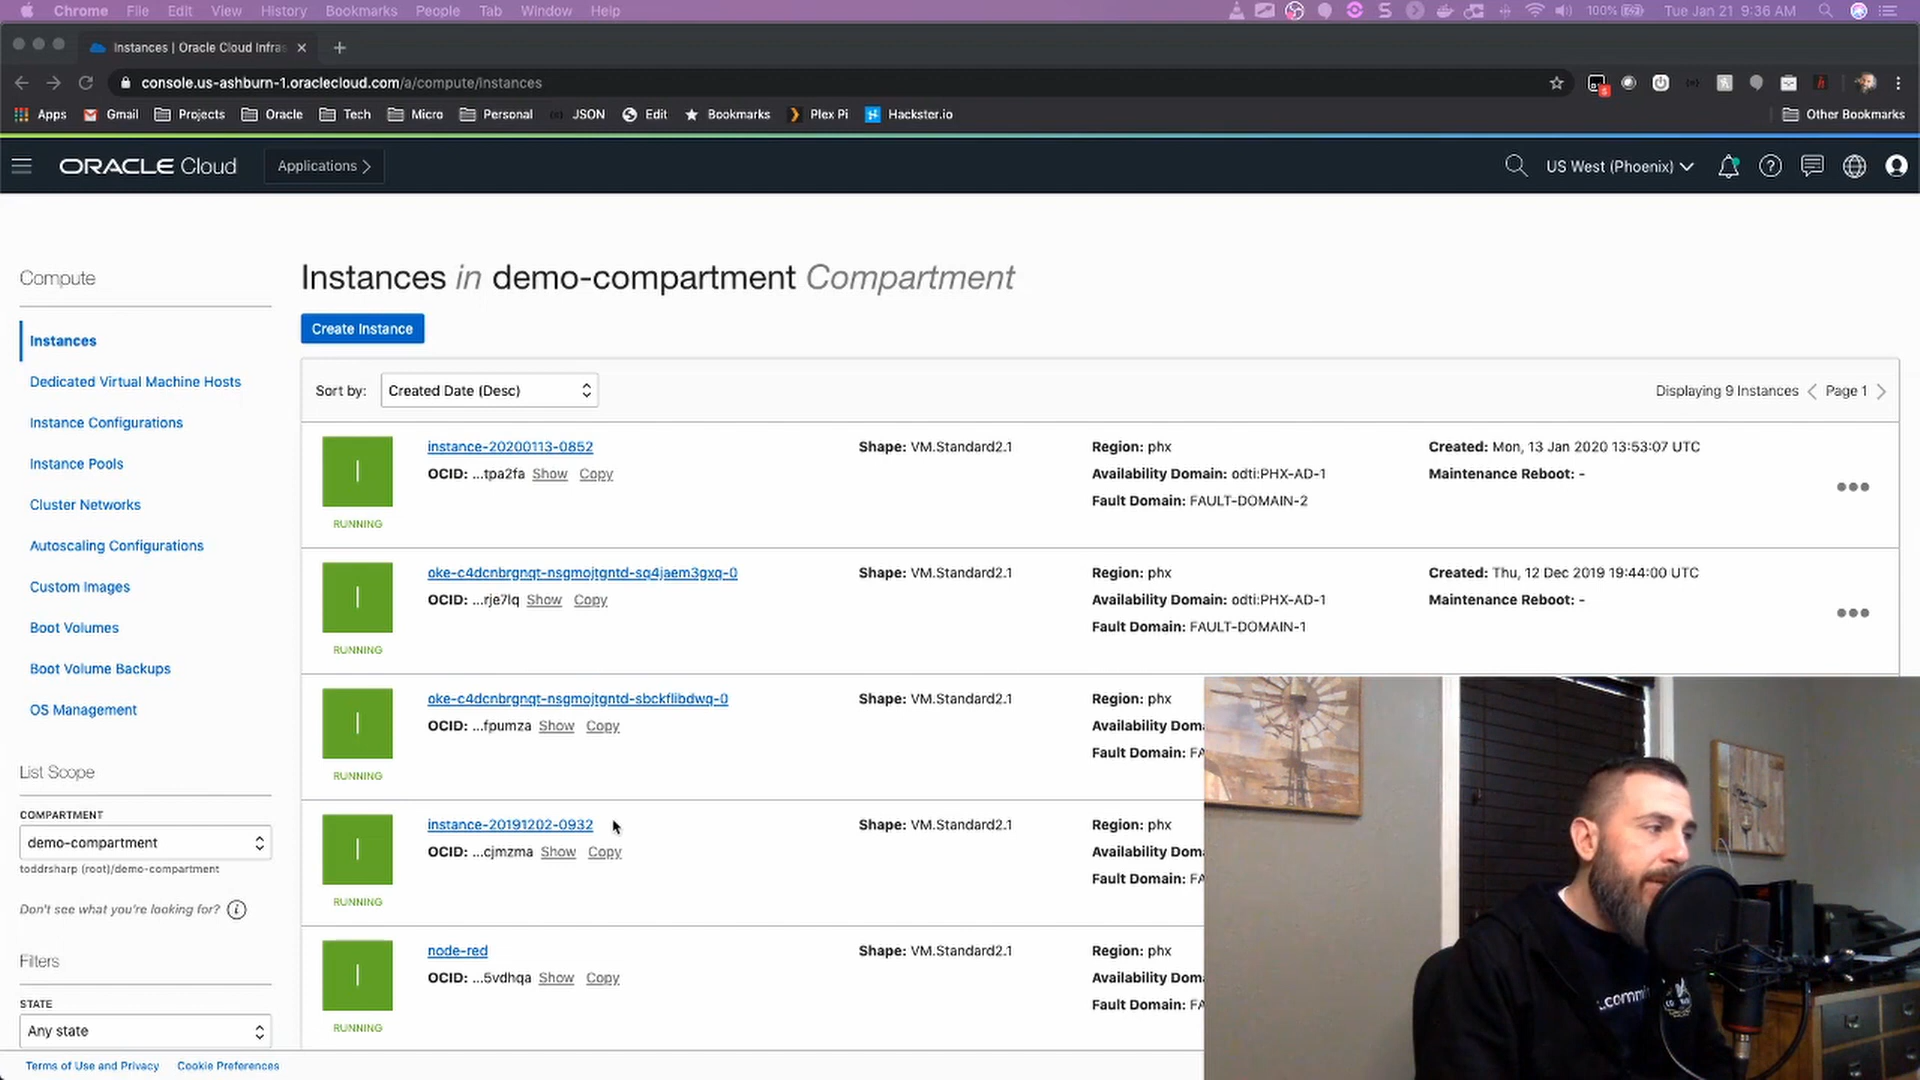 Chrome File Edit View History Bookmarks People Tab Window Help 100% Tue Jan 21 9:36 AM
Instances | Oracle Cloud Infras
console.us-ashburn-1.oraclecloud.com/a/compute/instances
Apps Gmail Projects Oracle Tech Micro Personal JSON Edit Bookmarks Plex Pi Hackster.io Other Bookmarks
ORACLE Cloud Applications US West (Phoenix)
Compute
Instances
Dedicated Virtual Machine Hosts
Instance Configurations
Instance Pools
Cluster Networks
Autoscaling Configurations
Custom Images
Boot Volumes
Boot Volume Backups
OS Management
List Scope
COMPARTMENT
demo-compartment
toddrsharp (root)/demo-compartment
Don't see what you're looking for?
Filters
STATE
Any state
Instances in demo-compartment Compartment
Create Instance
Sort by: Created Date (Desc) Displaying 9 Instances Page 1
I
RUNNING
instance-20200113-0852
OCID: ...tpa2fa Show Copy
Shape: VM.Standard2.1
Region: phx
Availability Domain: odti:PHX-AD-1
Fault Domain: FAULT-DOMAIN-2
Created: Mon, 13 Jan 2020 13:53:07 UTC
Maintenance Reboot: -
I
RUNNING
oke-c4dcnbrgnqt-nsgmojtgntd-sq4jaem3gxq-0
OCID: ...rje7lq Show Copy
Shape: VM.Standard2.1
Region: phx
Availability Domain: odti:PHX-AD-1
Fault Domain: FAULT-DOMAIN-1
Created: Thu, 12 Dec 2019 19:44:00 UTC
Maintenance Reboot: -
I
RUNNING
oke-c4dcnbrgnqt-nsgmojtgntd-sbckflibdwq-0
OCID: ...fpumza Show Copy
Shape: VM.Standard2.1
Region: phx
Availability Doma
Fault Domain: FA
I
RUNNING
instance-20191202-0932
OCID: ...cjmzma Show Copy
Shape: VM.Standard2.1
Region: phx
Availability Doma
Fault Domain: FA
I
RUNNING
node-red
OCID: ...5vdhqa Show Copy
Shape: VM.Standard2.1
Region: phx
Availability Doma
Fault Domain: FA
Terms of Use and Privacy Cookie Preferences